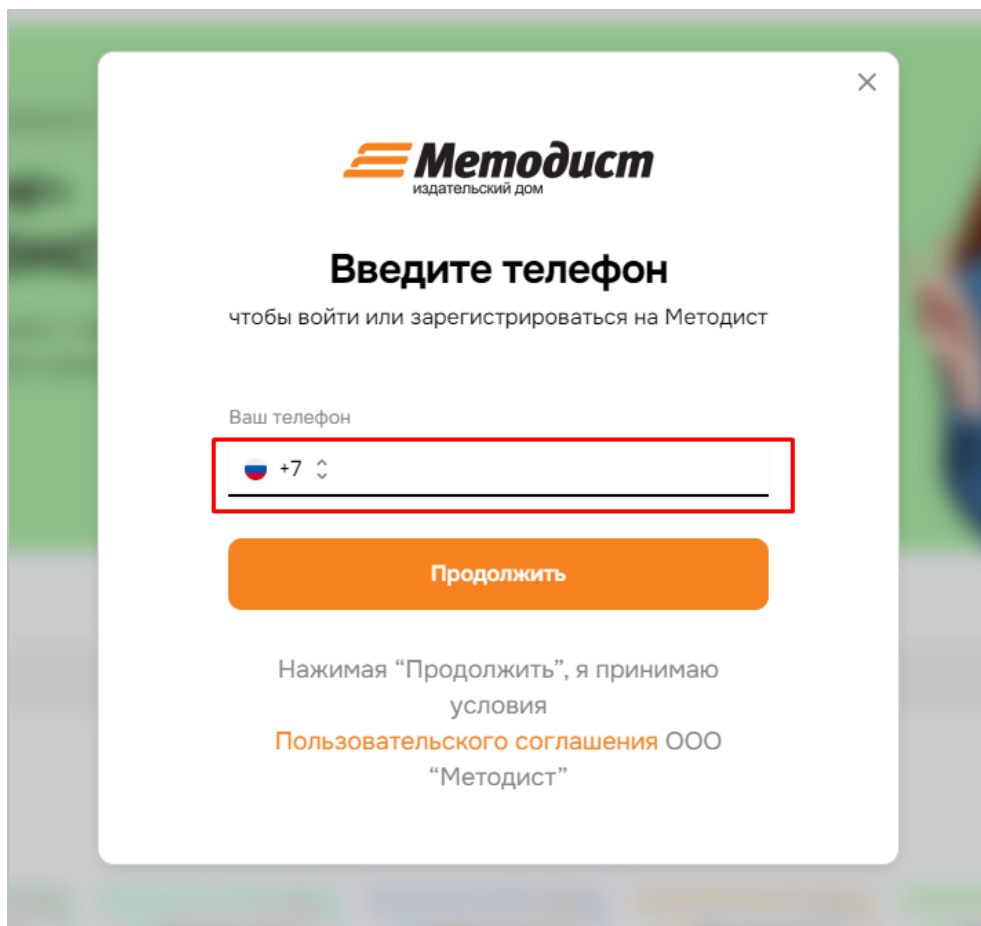 Методист
издательский дом
Введите телефон
чтобы войти или зарегистрироваться на Методист
Ваш телефон
+7
Продолжить
Нажимая “Продолжить”, я принимаю
условия
Пользовательского соглашения ООО
“Методист”